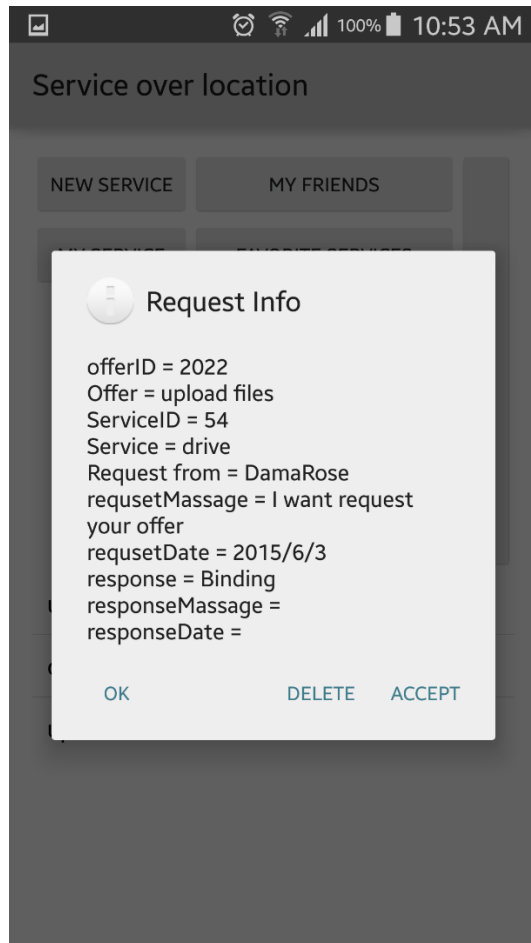 100% 10:53 AM
Service over location
NEW SERVICE
MY FRIENDS
Request Info
offerID = 2022
Offer = upload files
ServiceID = 54
Service = drive
Request from = DamaRose
requsetMassage = I want request
your offer
requsetDate = 2015/6/3
response = Binding
responseMassage =
responseDate =
OK
DELETE
ACCEPT